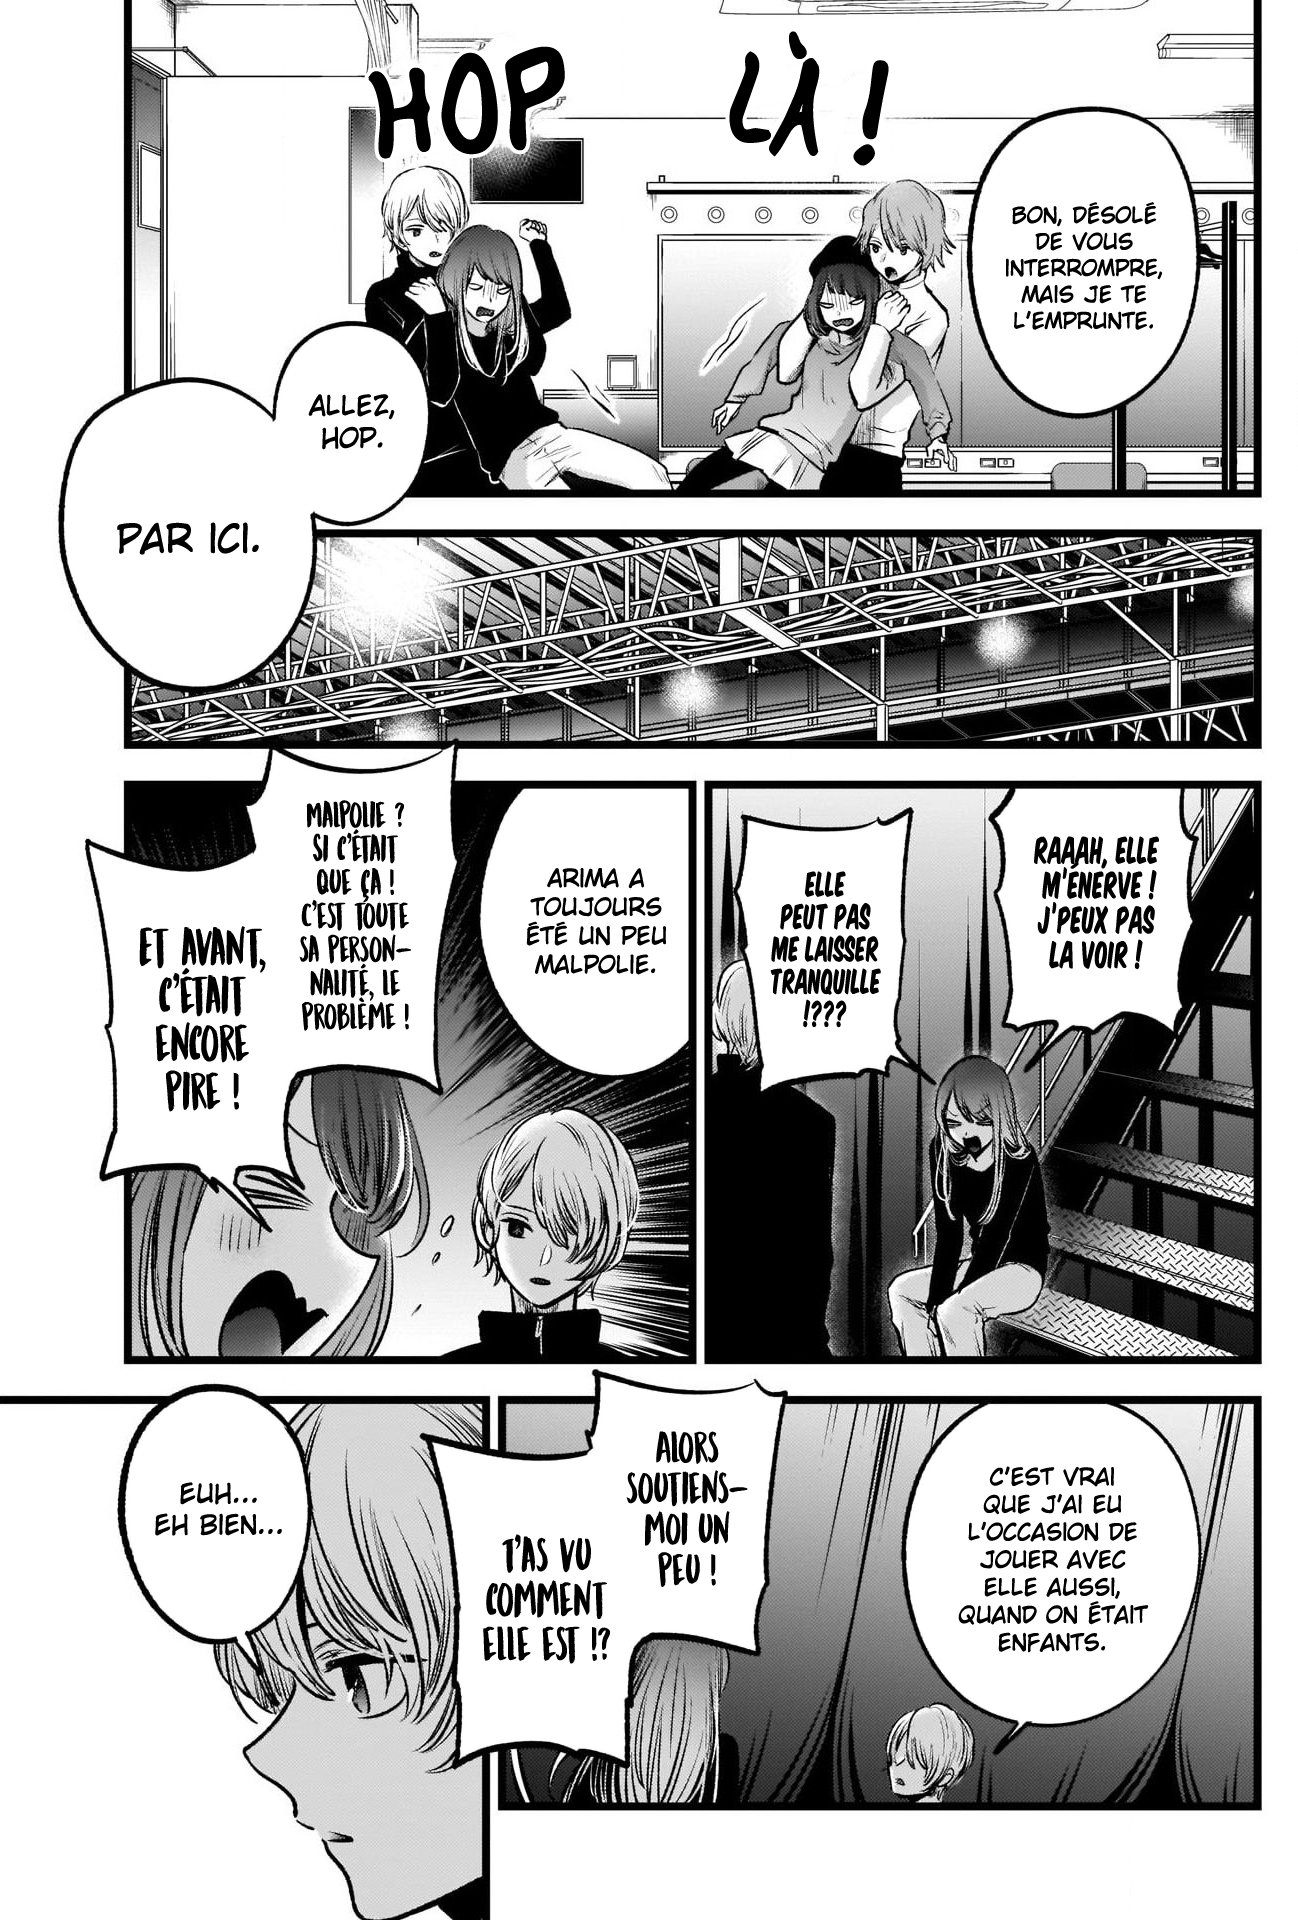 HOP LÀ !
BON, DÉSOLÉ
DE VOUS
INTERROMPRE,
MAIS JE TE
L'EMPRUNTE.
ALLEZ,
HOP.
PAR ICI.
RAAAH, ELLE
M'ÉNERVE !
J'PEUX PAS
LA VOIR !
ELLE
PEUT PAS
ME LAISSER
TRANQUILLE
!???
ARIMA A
TOUJOURS
ÉTÉ UN PEU
MALPOLIE.
MALPOLIE ?
SI C'ÉTAIT
QUE ÇA !
C'EST TOUTE
SA PERSON-
NALITÉ, LE
PROBLÈME !
ET AVANT,
C'ÉTAIT
ENCORE
PIRE !
C'EST VRAI
QUE J'AI EU
L'OCCASION DE
JOUER AVEC
ELLE AUSSI,
QUAND ON ÉTAIT
ENFANTS.
ALORS
SOUTIENS-
MOI UN
PEU !
T'AS VU
COMMENT
ELLE EST !?
EUH...
EH BIEN...